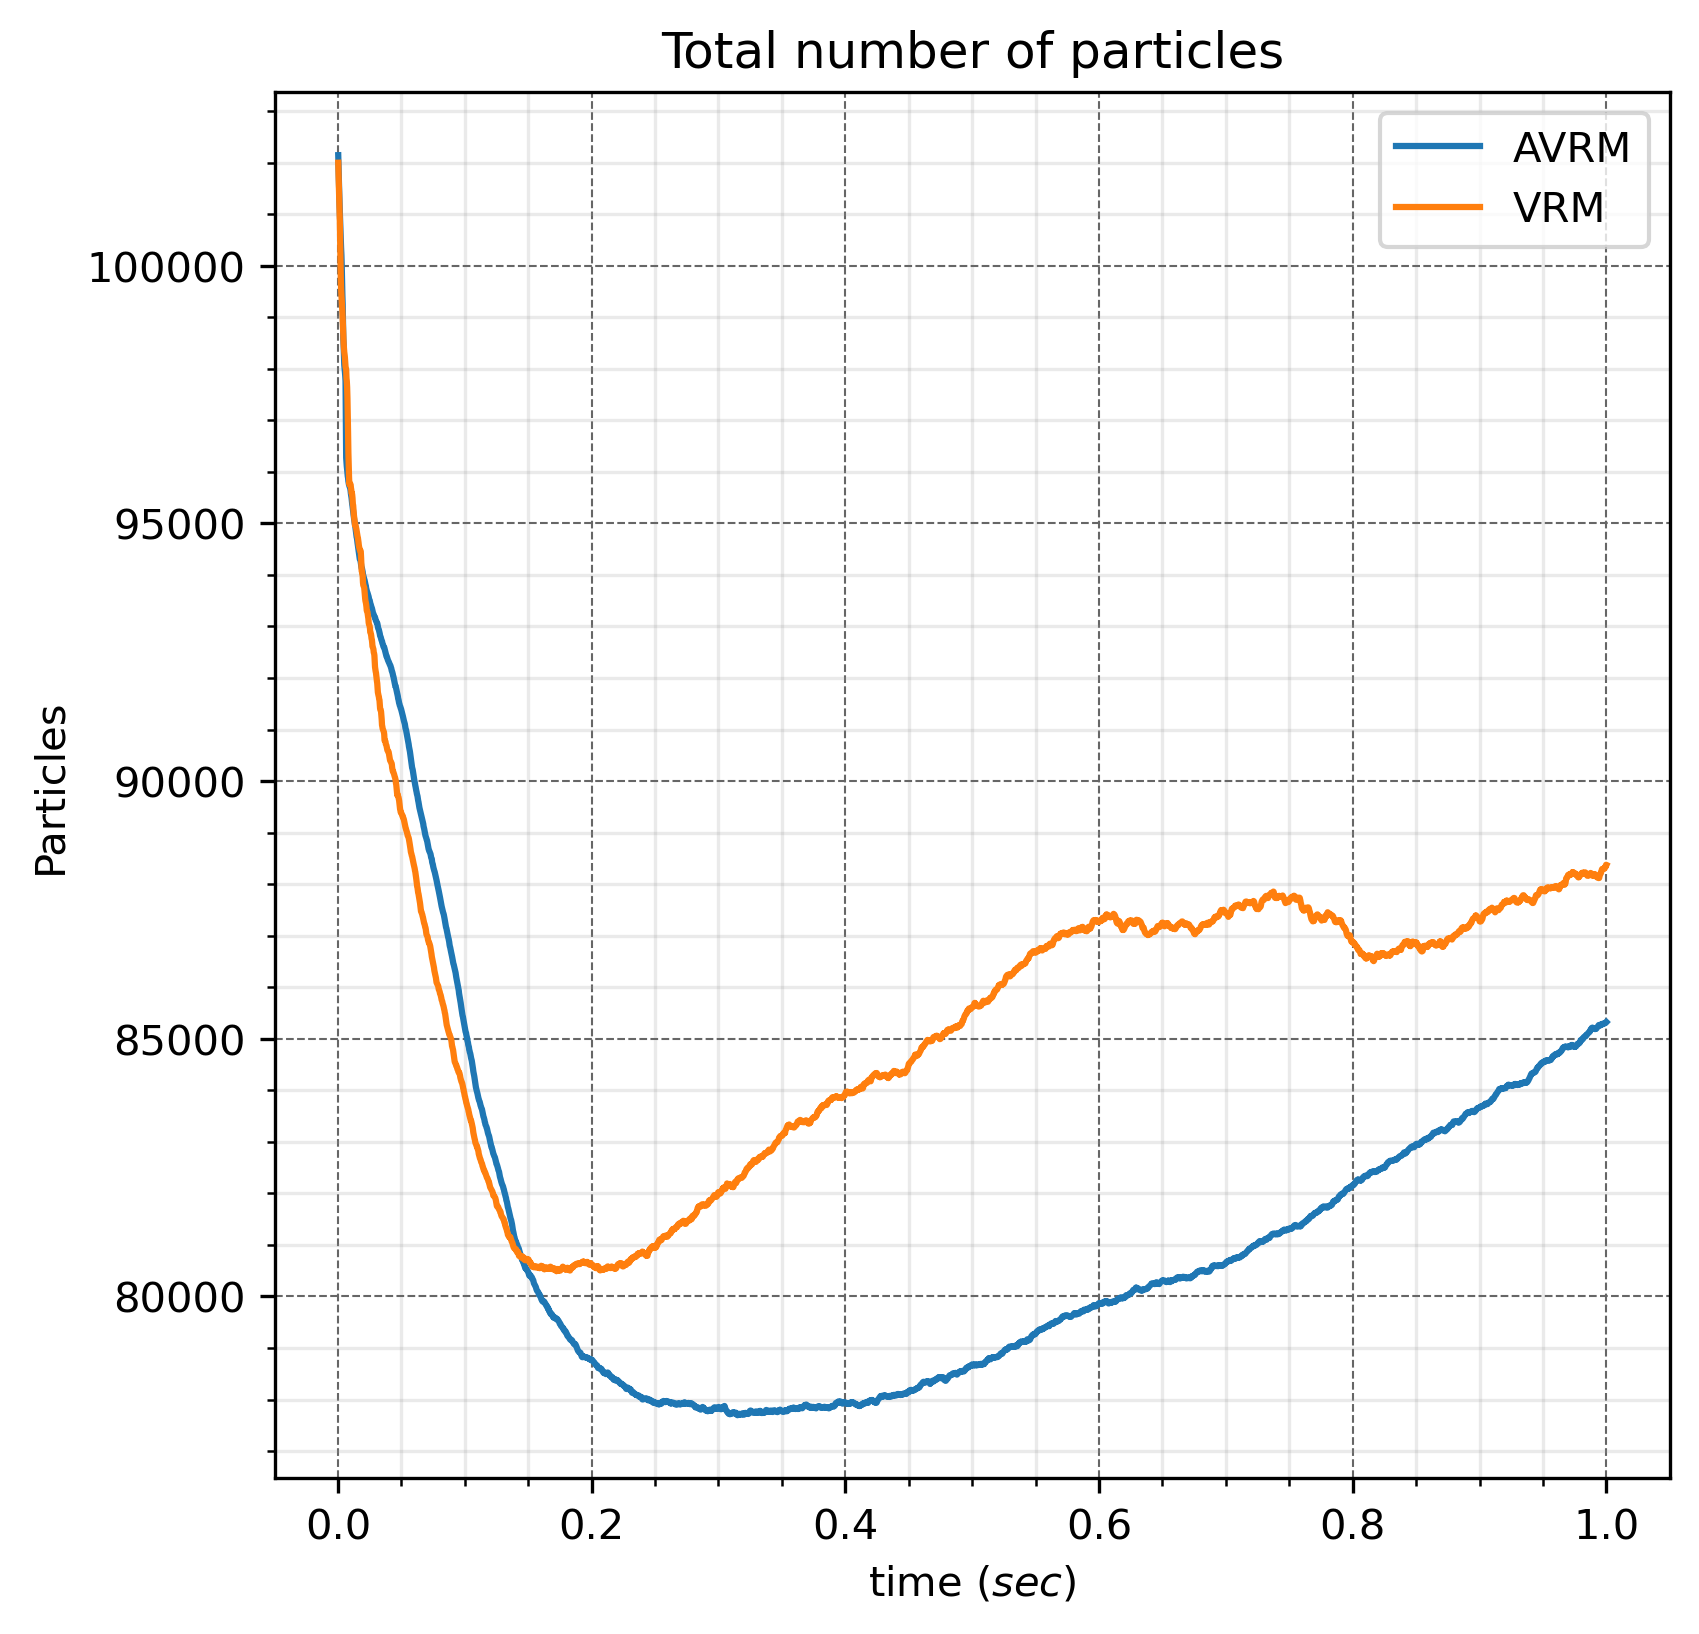 Total number of particles
AVRM
VRM
100000
95000
90000
85000
80000
Particles
0.0 0.2 0.4 0.6 0.8 1.0
time (sec)